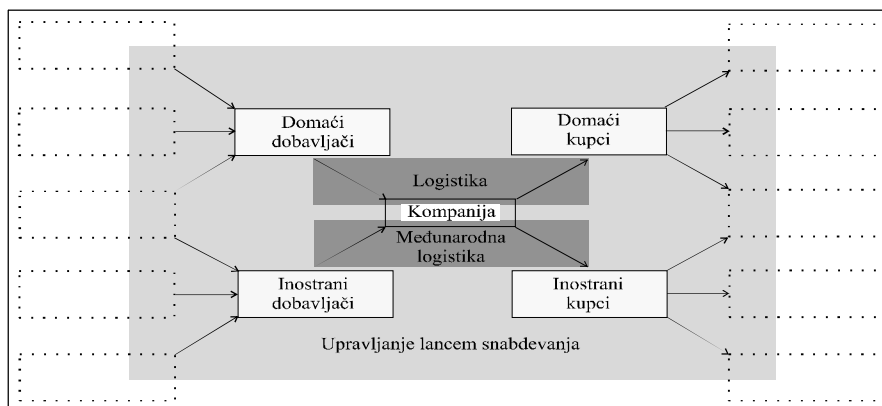 Domaći
dobavljači
Domaći
kupci
Logistika
Kompanija
Međunarodna
logistika
Inostrani
dobavljači
Inostrani
kupci
Upravljanje lancem snabdevanja